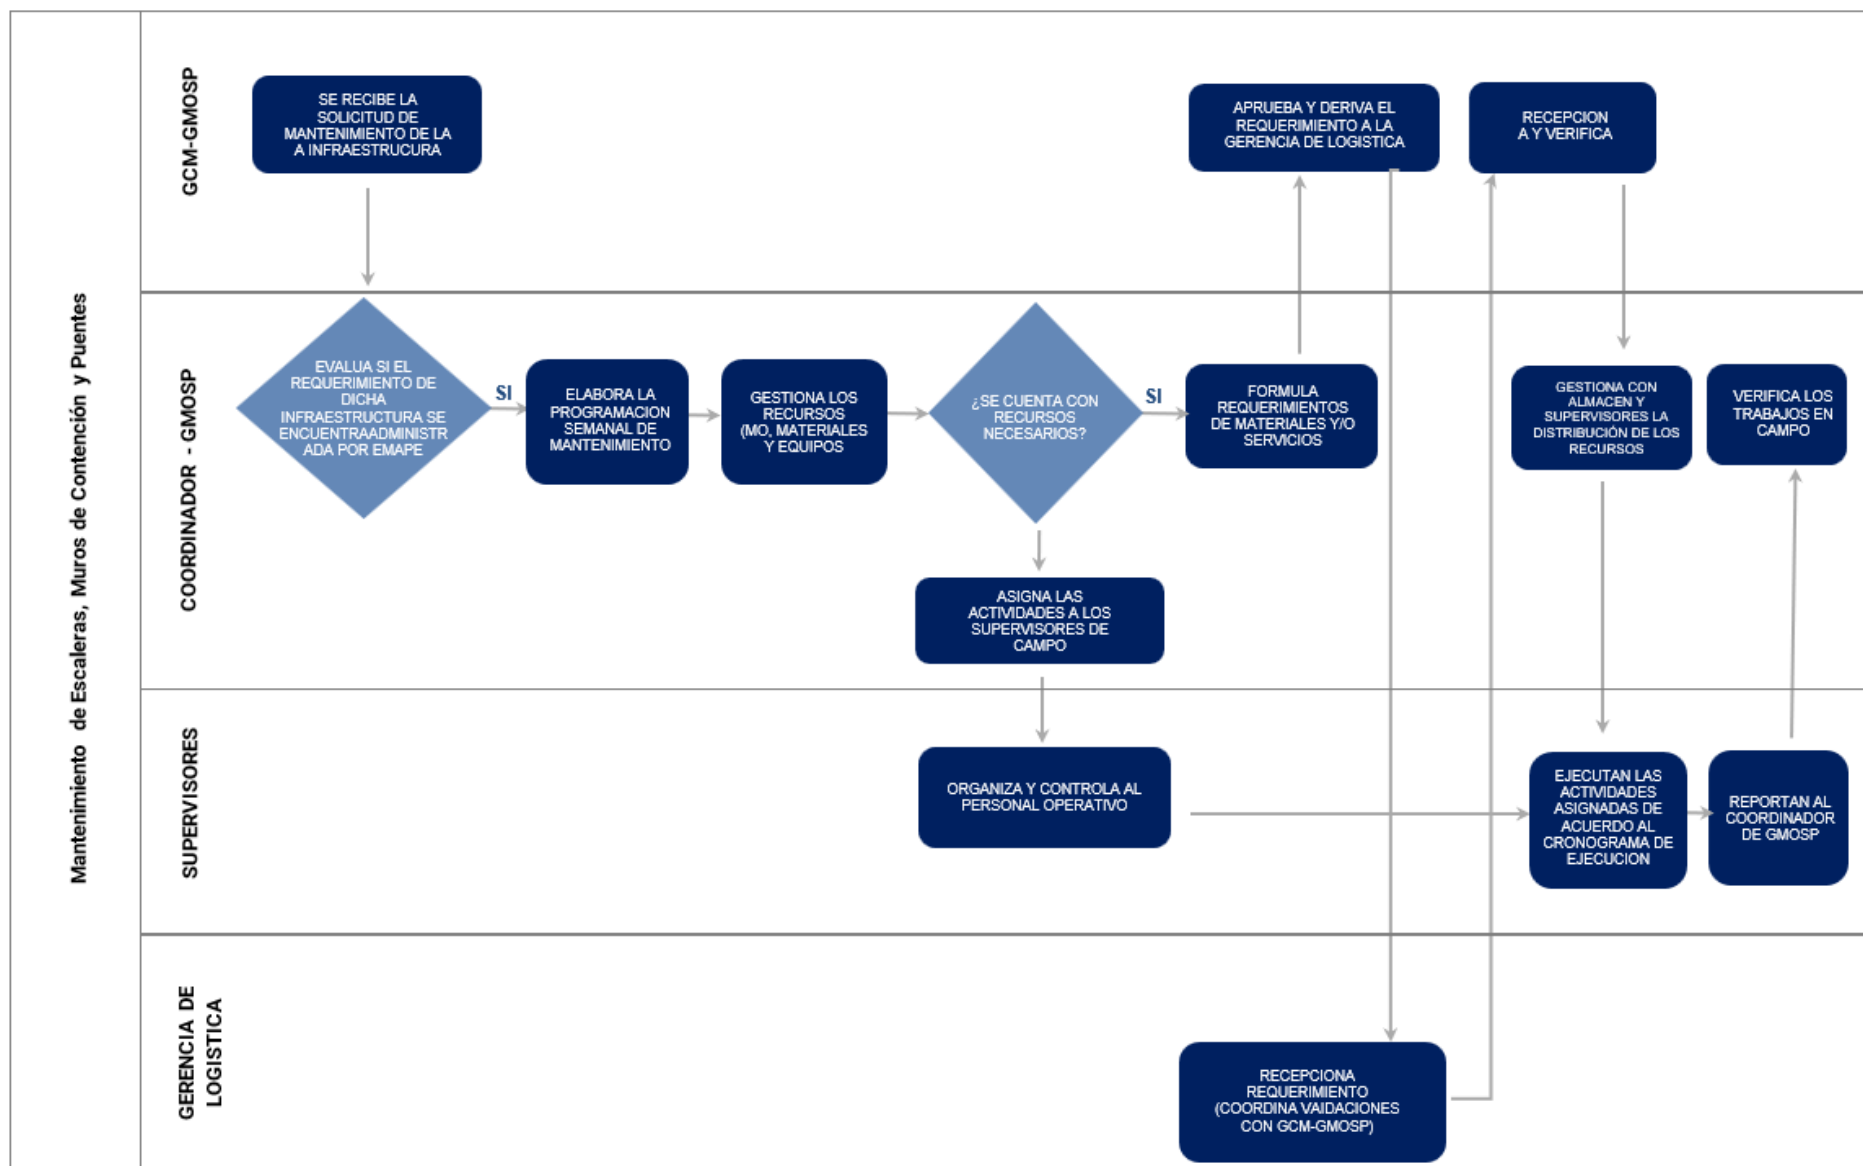 Mantenimiento de Escaleras, Muros de Contención y Puentes
GCM-GMOSP
SE RECIBE LA
SOLICITUD DE
MANTENIMIENTO DE LA
A INFRAESTRUCURA
APRUEBA Y DERIVA EL
REQUERIMIENTO A LA
GERENCIA DE LOGISTICA
RECEPCION
A Y VERIFICA
COORDINADOR - GMOSP
EVALUA SI EL
REQUERIMIENTO DE
DICHA
INFRAESTRUCTURA SE
ENCUENTRAADMINISTR
ADA POR EMAPE
SI
ELABORA LA
PROGRAMACION
SEMANAL DE
MANTENIMIENTO
GESTIONA LOS
RECURSOS
(MO, MATERIALES
Y EQUIPOS
¿SE CUENTA CON
RECURSOS
NECESARIOS?
SI
FORMULA
REQUERIMIENTOS
DE MATERIALES Y/O
SERVICIOS
GESTIONA CON
ALMACEN Y
SUPERVISORES LA
DISTRIBUCIÓN DE LOS
RECURSOS
VERIFICA LOS
TRABAJOS EN
CAMPO
ASIGNA LAS
ACTIVIDADES A LOS
SUPERVISORES DE
CAMPO
SUPERVISORES
ORGANIZA Y CONTROLA AL
PERSONAL OPERATIVO
EJECUTAN LAS
ACTIVIDADES
ASIGNADAS DE
ACUERDO AL
CRONOGRAMA DE
EJECUCION
REPORTAN AL
COORDINADOR
DE GMOSP
GERENCIA DE
LOGISTICA
RECEPCIONA
REQUERIMIENTO
(COORDINA VAIDACIONES
CON GCM-GMOSP)